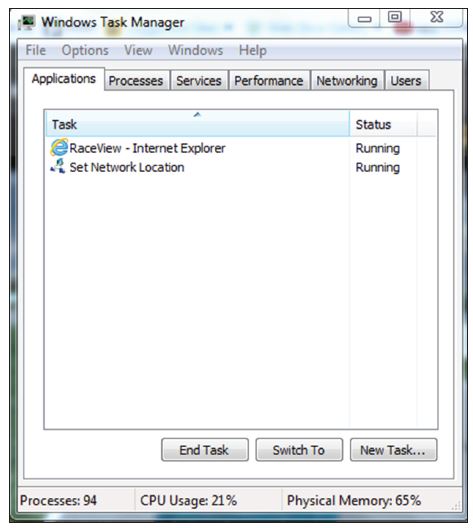 Windows Task Manager
File Options View Windows Help
Applications Processes Services Performance Networking Users
Task Status
RaceView - Internet Explorer Running
Set Network Location Running
End Task Switch To New Task...
Processes: 94 CPU Usage: 21% Physical Memory: 65%